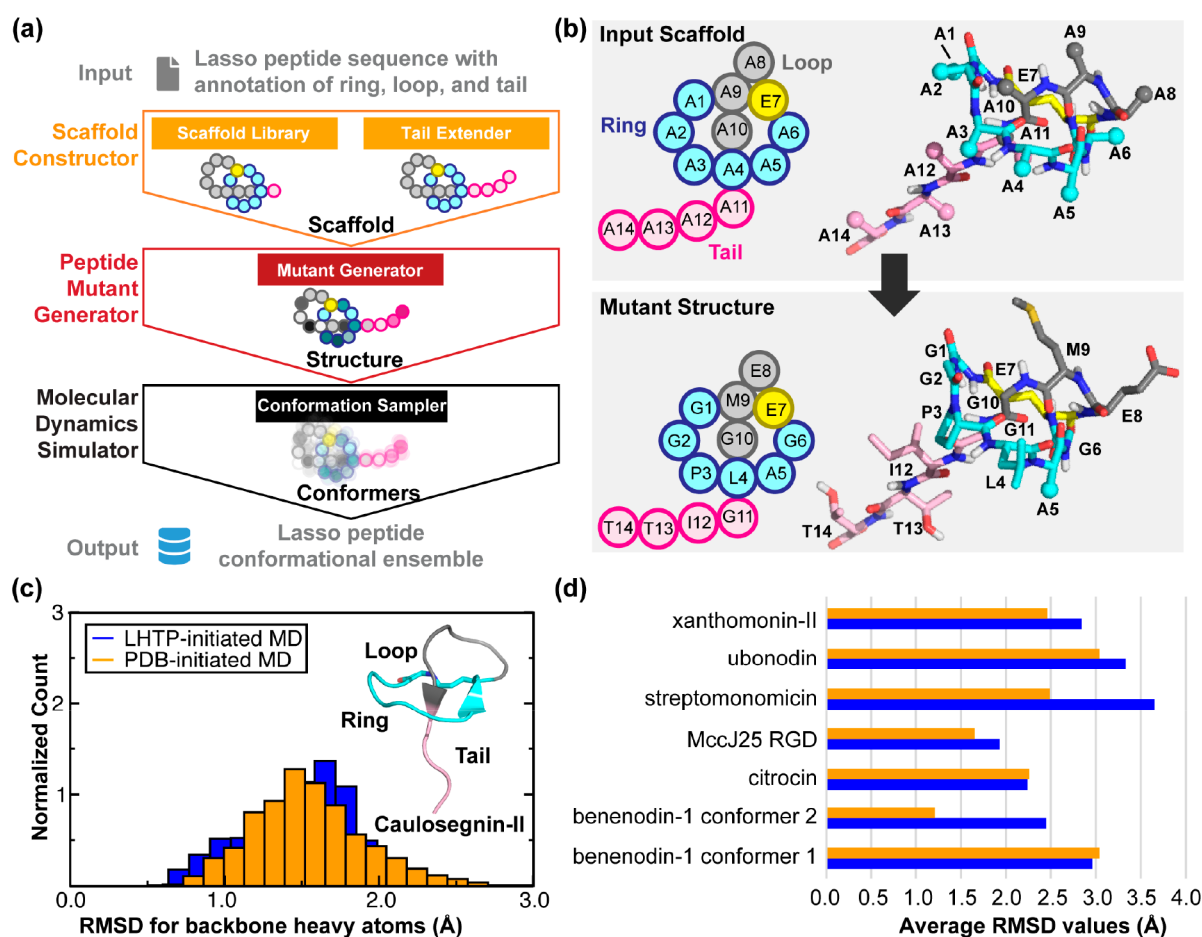 (a)
Input
Lasso peptide sequence with
annotation of ring, loop, and tail
Scaffold
Constructor
Scaffold Library
Tail Extender
Scaffold
Peptide
Mutant
Generator
Mutant Generator
Structure
Molecular
Dynamics
Simulator
Conformation Sampler
Conformers
Output
Lasso peptide
conformational ensemble
(b)
Input Scaffold
A8
Loop
A9
E7
A1
A10
Ring
A2
A6
A3
A4
A5
A11
A12
A13
A14
Tail
A1
A2
E7
A9
A10
A8
A3
A11
A6
A12
A4
A5
A13
A14
Mutant Structure
E8
M9
E7
G1
G10
G2
G6
P3
L4
A5
G11
I12
T13
T14
G1
G2
E7
M9
G10
P3
G11
E8
G6
I12
L4
A5
T14
T13
(c)
Normalized Count
3
2
1
LHTP-initiated MD
PDB-initiated MD
Loop
Ring
Tail
Caulosegnin-II
0.0 1.0 2.0 3.0
RMSD for backbone heavy atoms (Å)
(d)
xanthomonin-II
ubonodin
streptomonomicin
MccJ25 RGD
citrocin
benenodin-1 conformer 2
benenodin-1 conformer 1
0.0 0.5 1.0 1.5 2.0 2.5 3.0 3.5 4.0
Average RMSD values (Å)